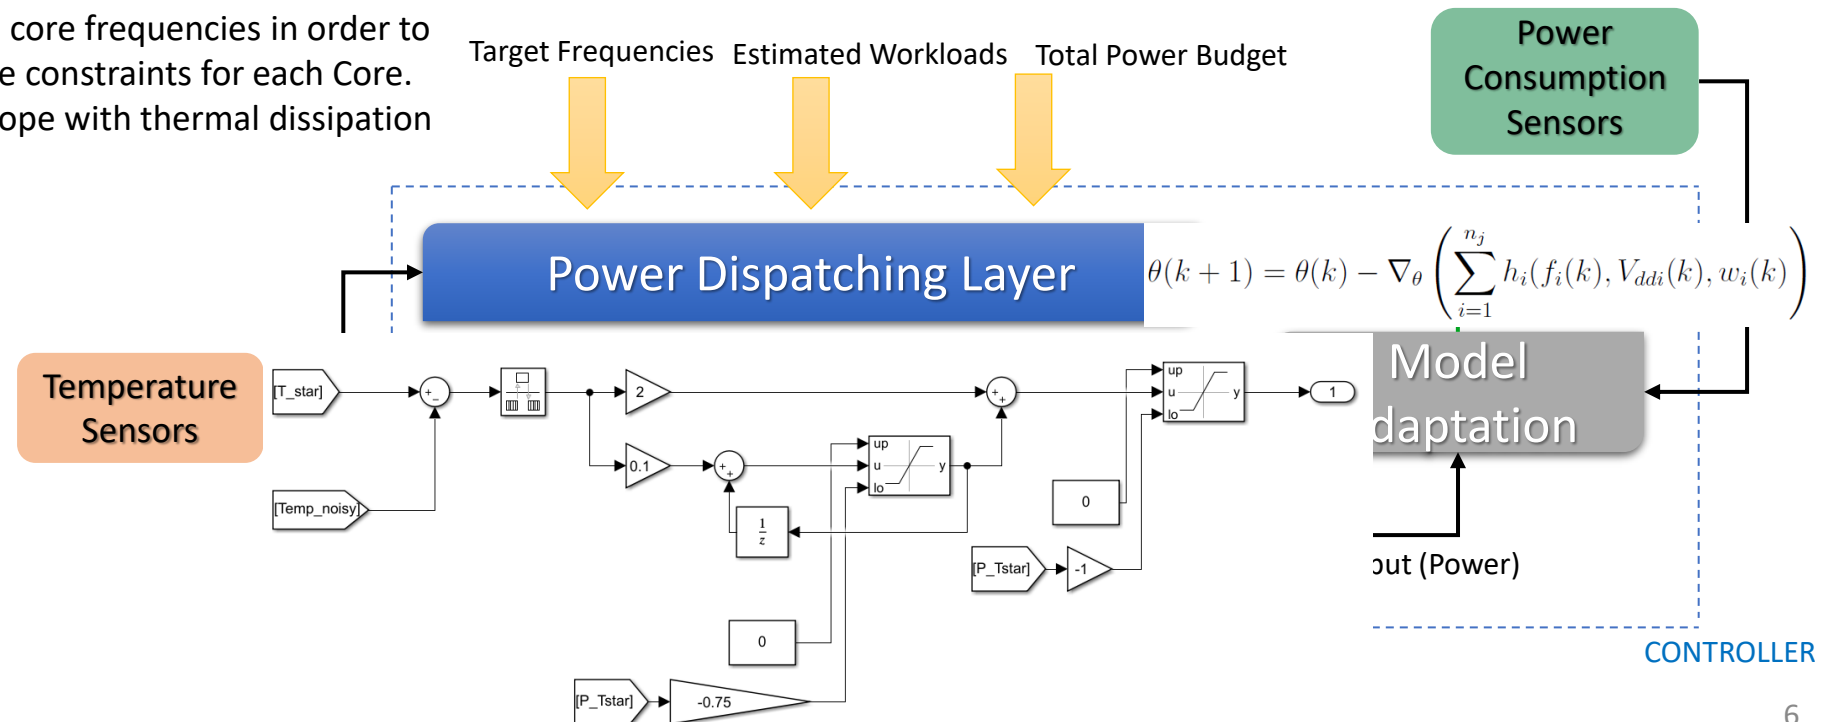 core frequencies in order to
e constraints for each Core.
ope with thermal dissipation
Target Frequencies
Estimated Workloads
Total Power Budget
Power
Consumption
Sensors
Power Dispatching Layer
θ(k + 1) = θ(k) − ∇θ ( ∑_{i=1}^{n_j} h_i(f_i(k), V_{ddi}(k), w_i(k) )
Temperature
Sensors
Model
daptation
[T_star]
+
−
2
+
+
up
u
lo
y
1
0.1
+
+
up
u
lo
y
[Temp_noisy]
1
z
0
[P_Tstar]
-1
put (Power)
0
[P_Tstar]
-0.75
CONTROLLER
6